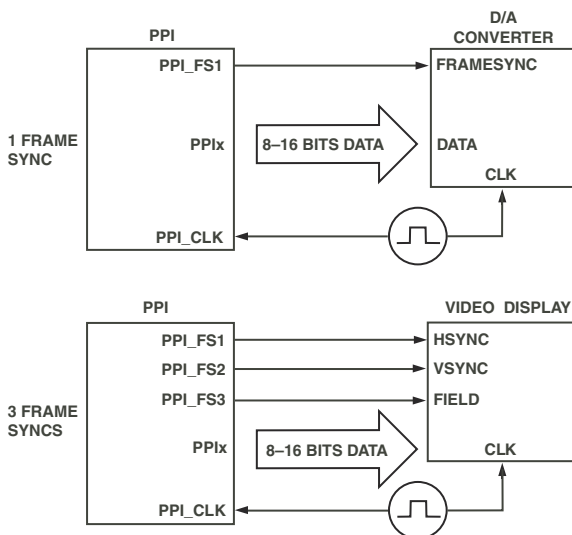 PPI
D/A
CONVERTER
PPI_FS1
FRAMESYNC
1 FRAME
SYNC
PPIx
8–16 BITS DATA
DATA
CLK
PPI_CLK
PPI
VIDEO DISPLAY
PPI_FS1
HSYNC
PPI_FS2
VSYNC
PPI_FS3
FIELD
3 FRAME
SYNCS
PPIx
8–16 BITS DATA
CLK
PPI_CLK